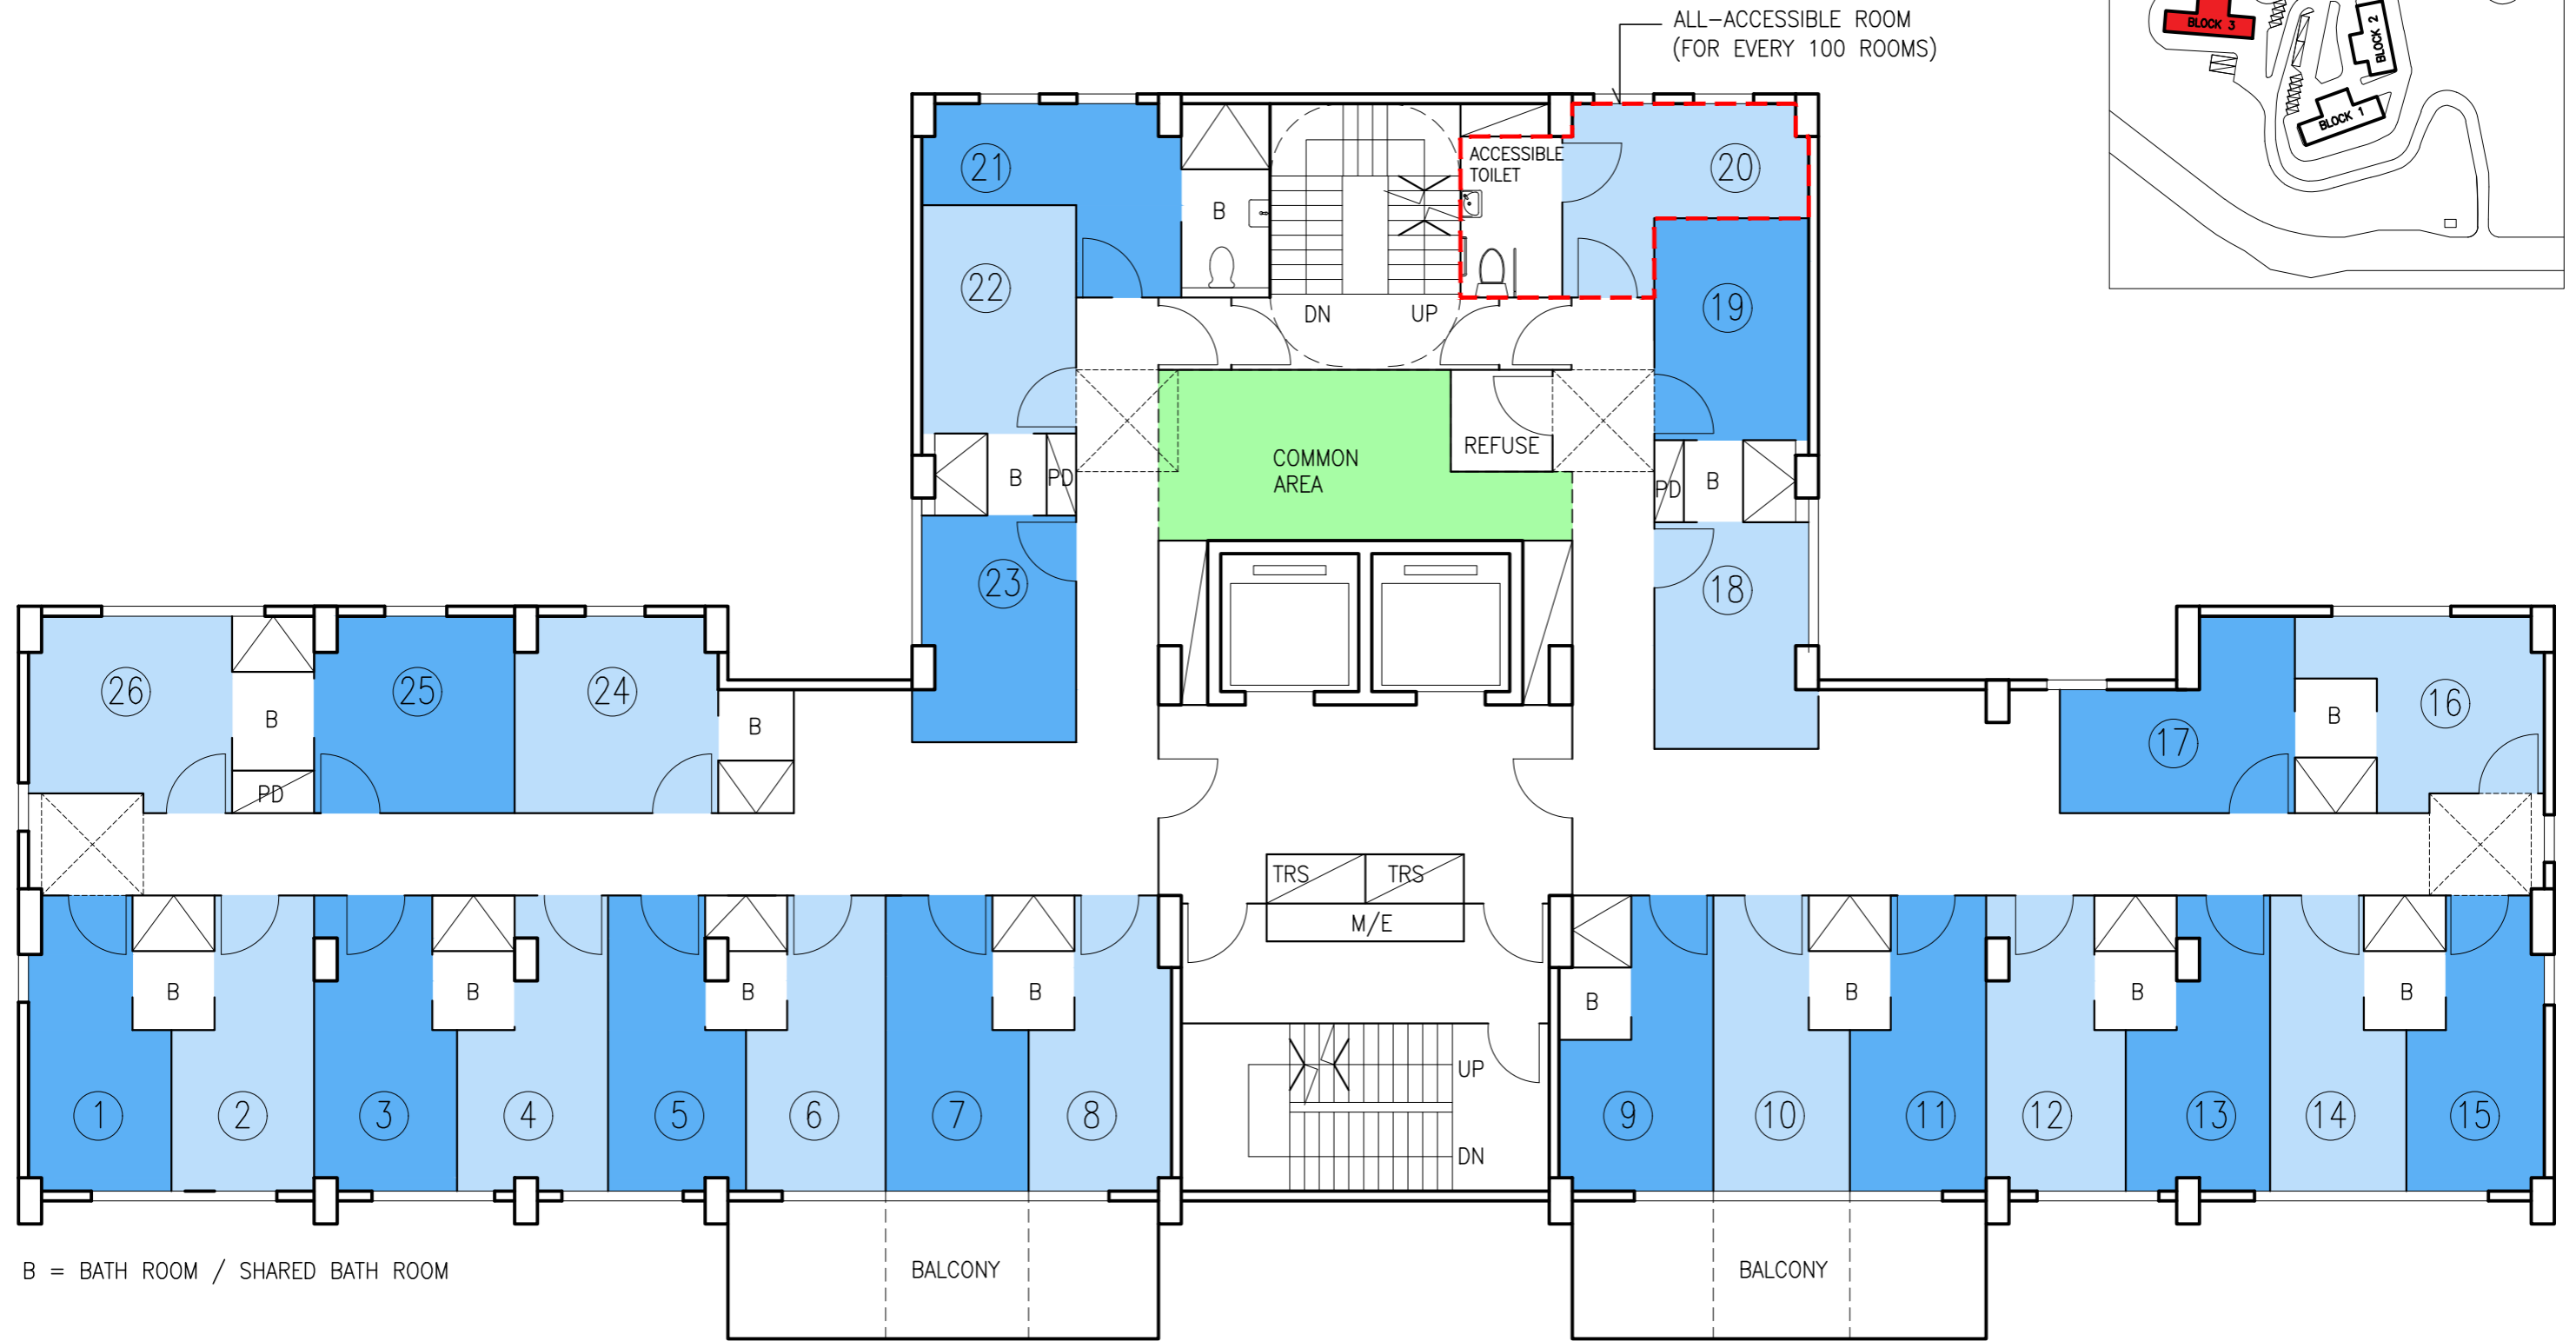 ALL-ACCESSIBLE ROOM
(FOR EVERY 100 ROOMS)
BLOCK 3
BLOCK 2
BLOCK 1
21
B
ACCESSIBLE
TOILET
20
22
DN
UP
19
COMMON
AREA
REFUSE
B
PD
PD
B
23
18
26
B
PD
25
24
B
17
B
16
TRS
TRS
M/E
B
B
B
B
B
B
B
B
UP
DN
1
2
3
4
5
6
7
8
9
10
11
12
13
14
15
B = BATH ROOM / SHARED BATH ROOM
BALCONY
BALCONY